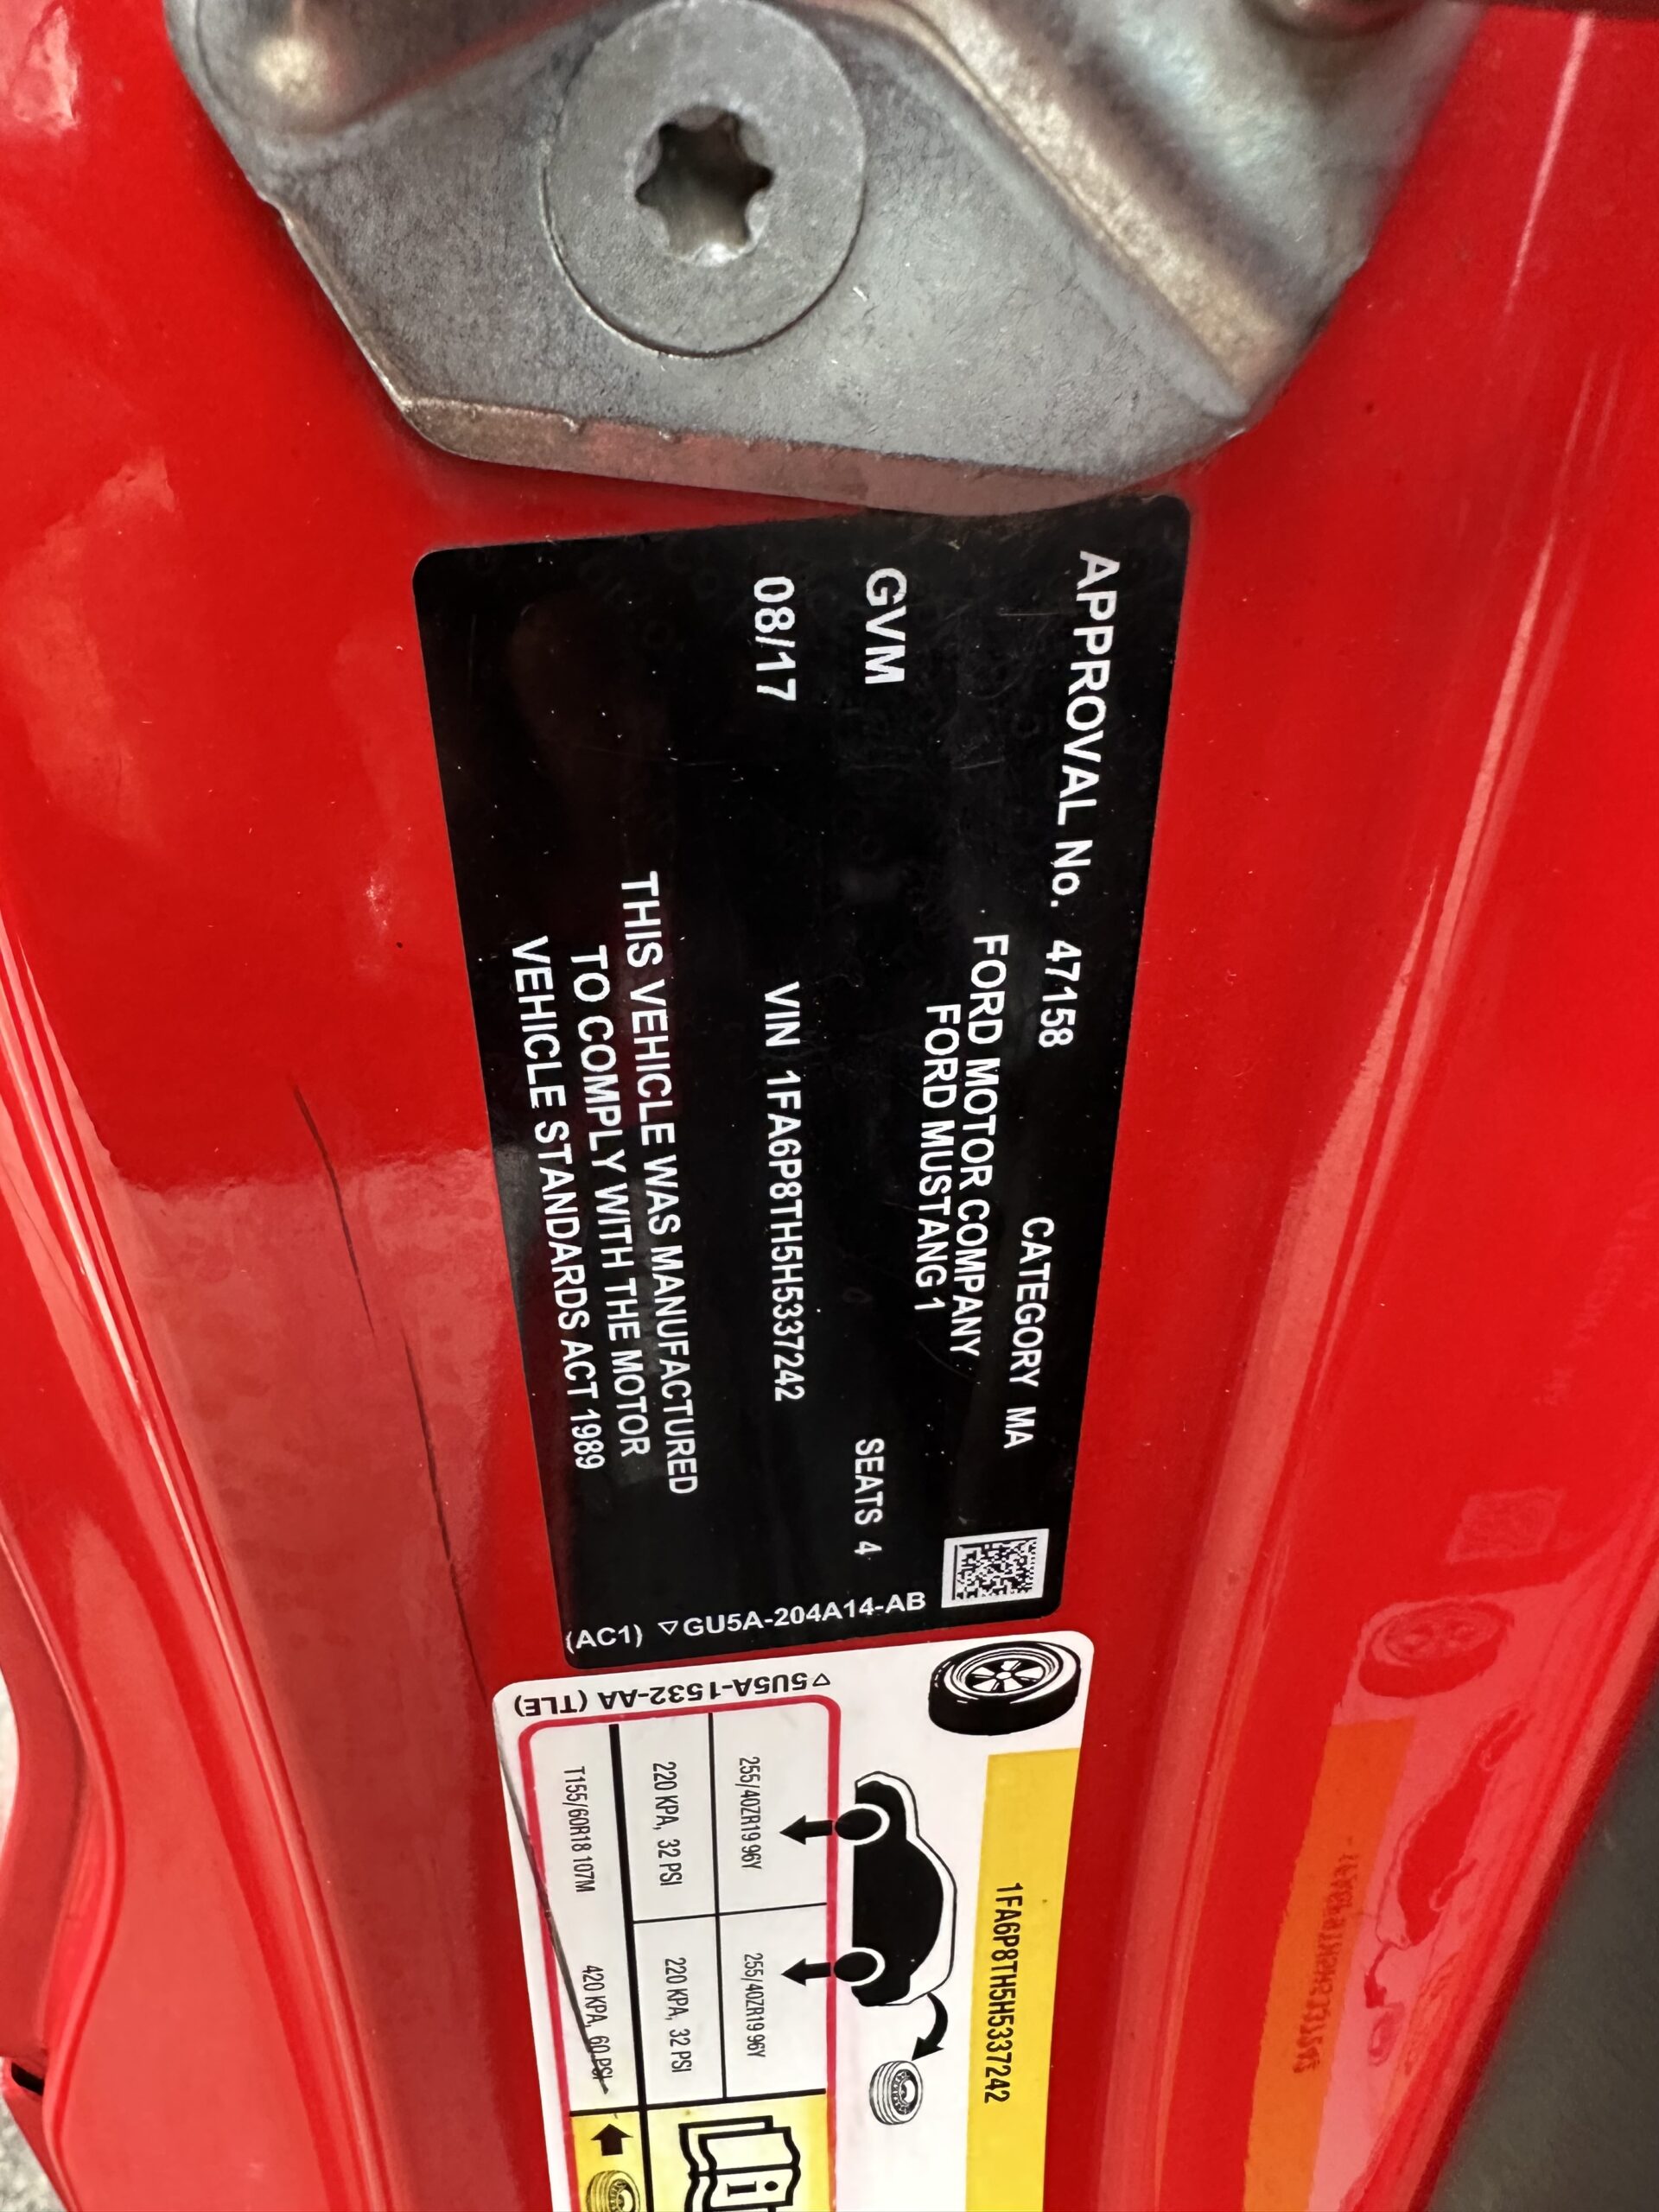 APPROVAL No. 47158 CATEGORY MA
FORD MOTOR COMPANY
FORD MUSTANG 1
GVM SEATS 4
08/17 VIN 1FA6P8TH5H5337242
THIS VEHICLE WAS MANUFACTURED
TO COMPLY WITH THE MOTOR
VEHICLE STANDARDS ACT 1989
(AC1) ▽GU5A-204A14-AB
▽5U5A-1532-AA (TLE)
1FA6P8TH5H5337242
255/40ZR19 96Y 255/40ZR19 96Y
220 KPA, 32 PSI 220 KPA, 32 PSI
T155/60R18 107M 420 KPA, 60 PSI